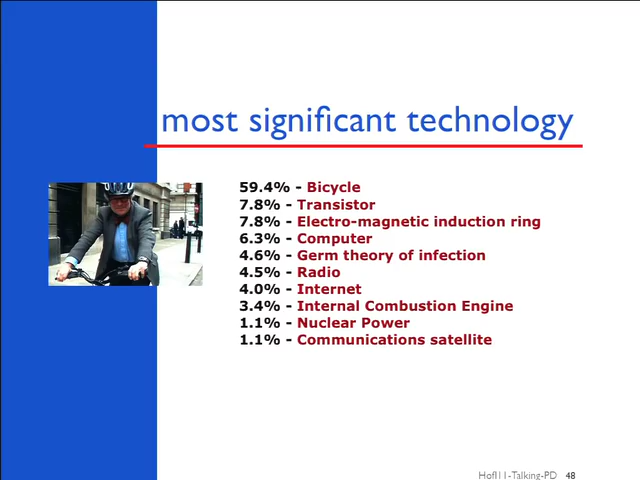 most significant technology
59.4% - Bicycle
7.8% - Transistor
7.8% - Electro-magnetic induction ring
6.3% - Computer
4.6% - Germ theory of infection
4.5% - Radio
4.0% - Internet
3.4% - Internal Combustion Engine
1.1% - Nuclear Power
1.1% - Communications satellite
Hofl11-Talking-PD 48